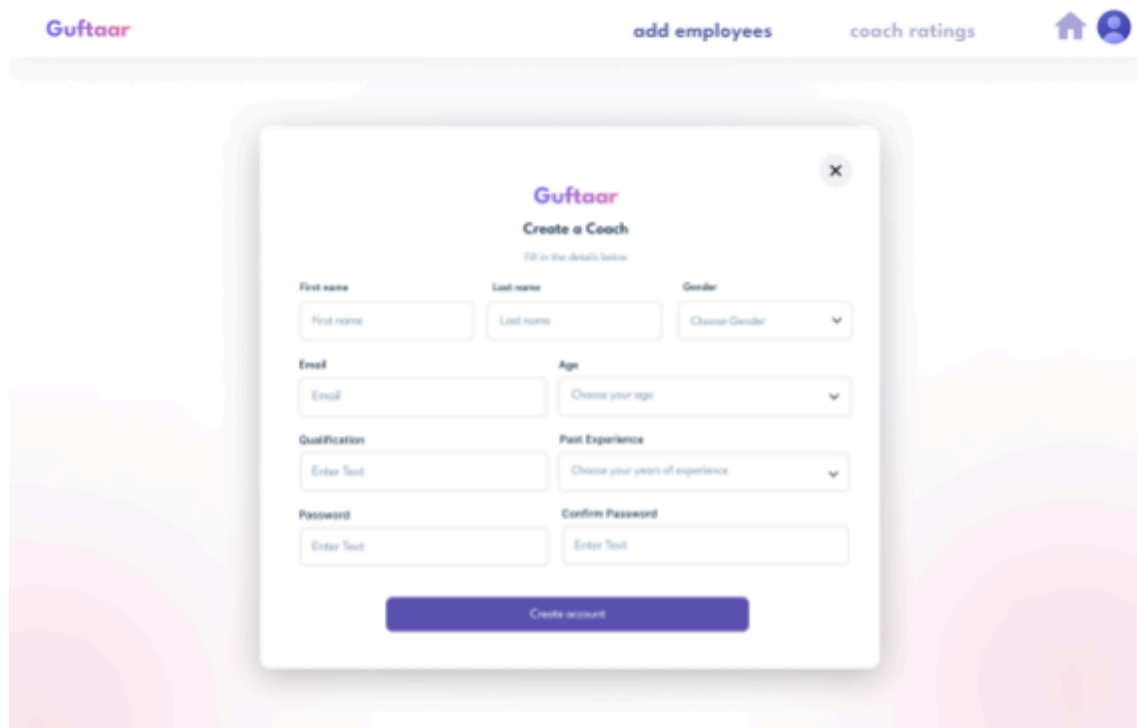 Guftaar add employees coach ratings
Guftaar
Create a Coach
Fill in the details below
First name Last name Gender
First name Last name Choose Gender
Email Age
Email Choose your age
Qualification Past Experience
Enter Text Choose your years of experience
Password Confirm Password
Enter Text Enter Text
Create account